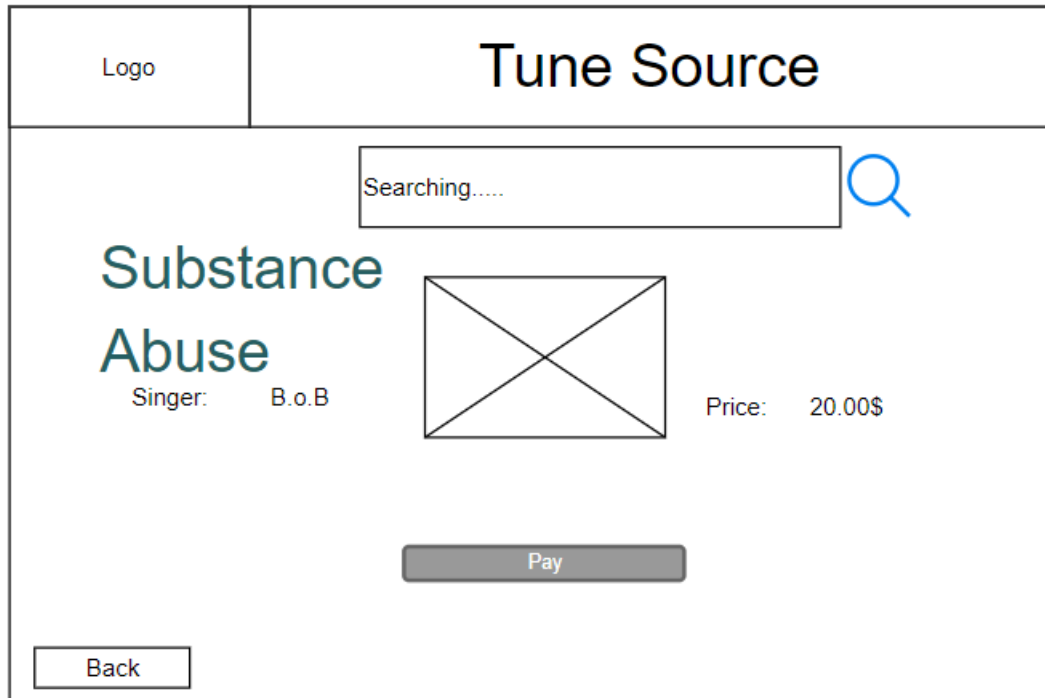 Logo
Tune Source
Searching.....
Substance
Abuse
Singer: B.o.B
Price: 20.00$
Pay
Back